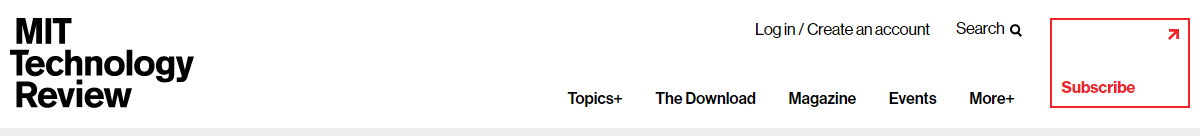 MIT
Technology
Review
Log in / Create an account Search
Topics+ The Download Magazine Events More+
Subscribe